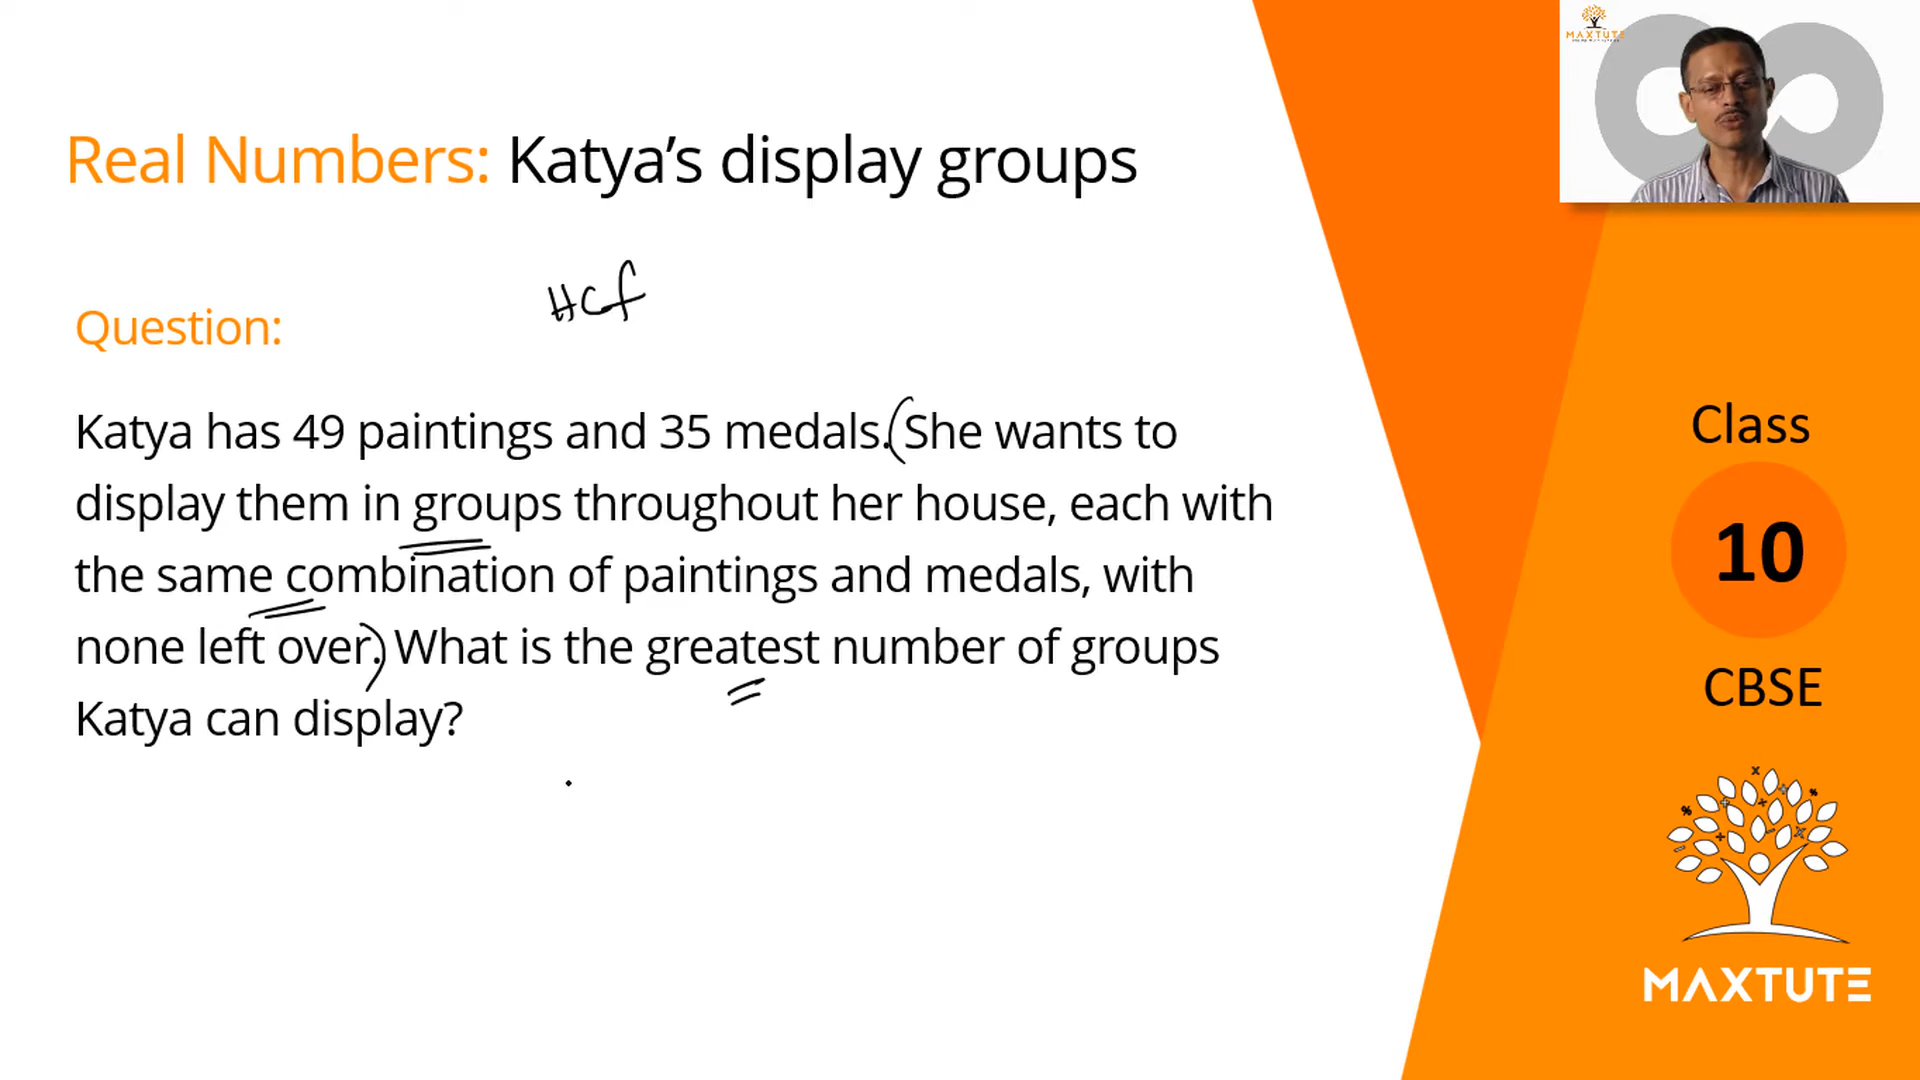 MAXTUTE
Real Numbers: Katya’s display groups
HCf
Question:
Katya has 49 paintings and 35 medals. (She wants to
display them in groups throughout her house, each with
the same combination of paintings and medals, with
none left over.) What is the greatest number of groups
Katya can display?
Class
10
CBSE
MAXTUTE